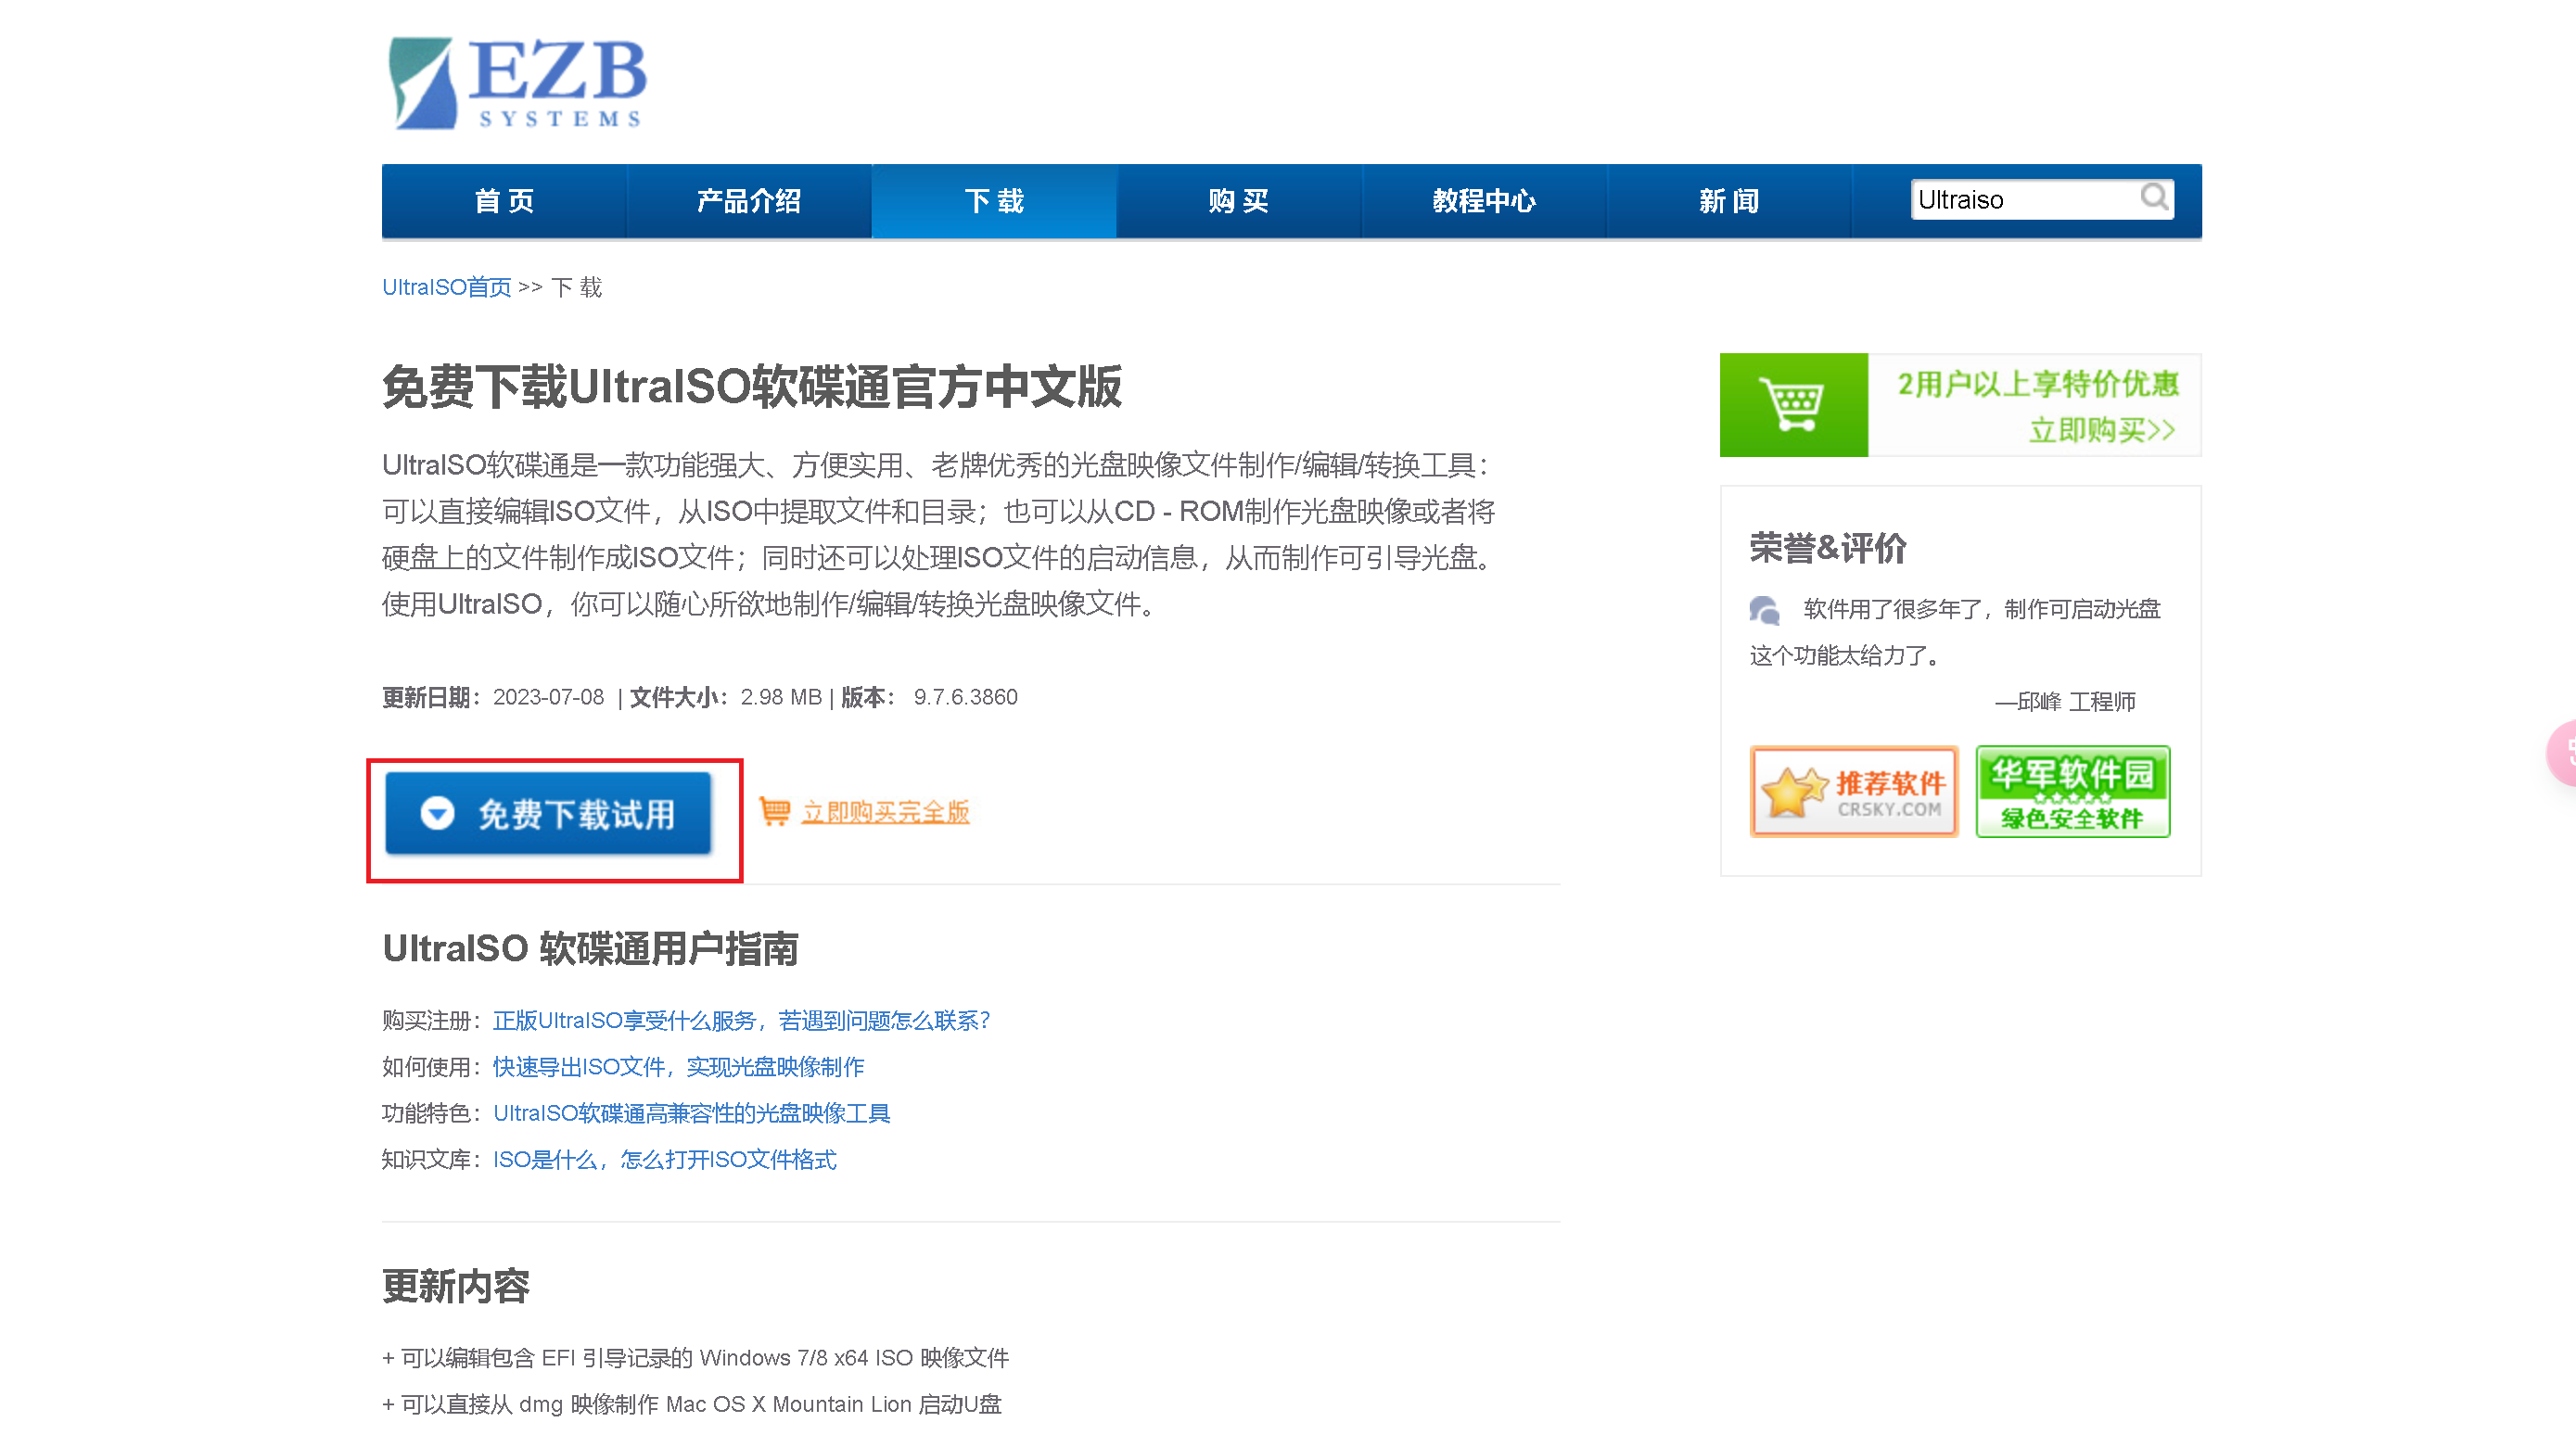 EZB
SYSTEMS
首 页
产品介绍
下 载
购 买
教程中心
新 闻
Ultraiso
UltraISO首页 >> 下 载
免费下载UltraISO软碟通官方中文版
UltraISO软碟通是一款功能强大、方便实用、老牌优秀的光盘映像文件制作/编辑/转换工具：
可以直接编辑ISO文件，从ISO中提取文件和目录；也可以从CD - ROM制作光盘映像或者将
硬盘上的文件制作成ISO文件；同时还可以处理ISO文件的启动信息，从而制作可引导光盘。
使用UltraISO，你可以随心所欲地制作/编辑/转换光盘映像文件。
更新日期：2023-07-08 | 文件大小：2.98 MB | 版本： 9.7.6.3860
免费下载试用
立即购买完全版
UltraISO 软碟通用户指南
购买注册：正版UltraISO享受什么服务，若遇到问题怎么联系？
如何使用：快速导出ISO文件，实现光盘映像制作
功能特色：UltraISO软碟通高兼容性的光盘映像工具
知识文库：ISO是什么，怎么打开ISO文件格式
更新内容
+ 可以编辑包含 EFI 引导记录的 Windows 7/8 x64 ISO 映像文件
+ 可以直接从 dmg 映像制作 Mac OS X Mountain Lion 启动U盘
2用户以上享特价优惠
立即购买>>
荣誉&评价
软件用了很多年了，制作可启动光盘
这个功能太给力了。
—邱峰 工程师
推荐软件
CRSKY.COM
华军软件园
绿色安全软件